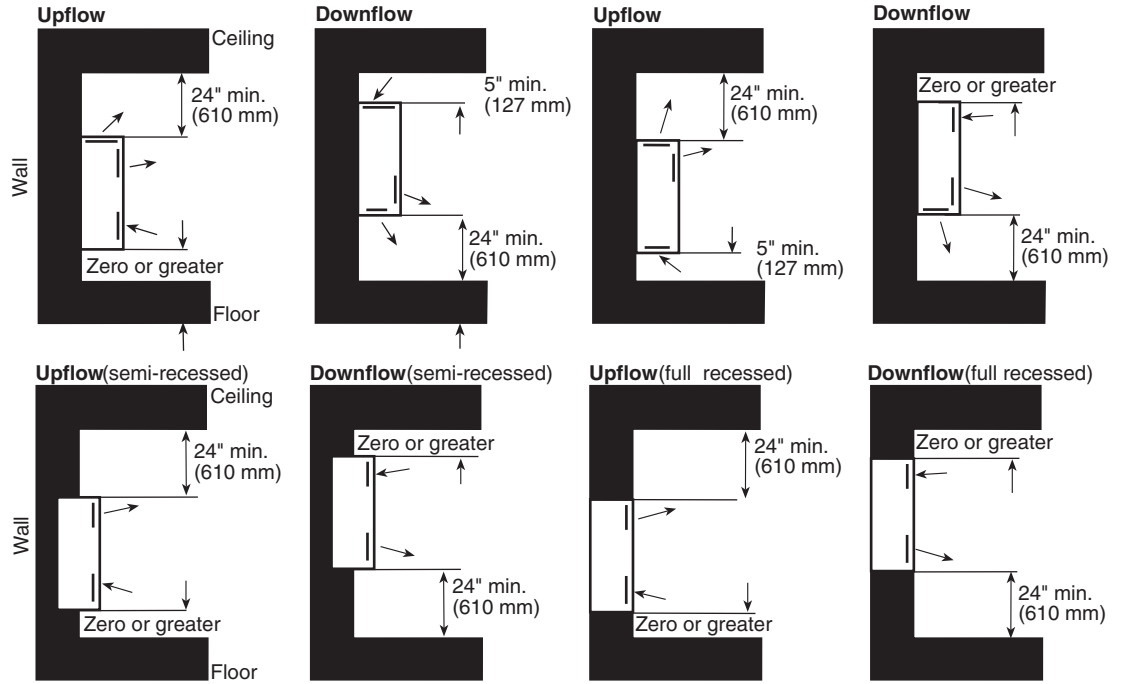 Upflow
Ceiling
24" min.
(610 mm)
Wall
Zero or greater
Floor
Downflow
5" min.
(127 mm)
24" min.
(610 mm)
Upflow
24" min.
(610 mm)
5" min.
(127 mm)
Downflow
Zero or greater
24" min.
(610 mm)
Upflow(semi-recessed)
Ceiling
24" min.
(610 mm)
Wall
Zero or greater
Floor
Downflow(semi-recessed)
Zero or greater
24" min.
(610 mm)
Upflow(full recessed)
24" min.
(610 mm)
Zero or greater
Downflow(full recessed)
Zero or greater
24" min.
(610 mm)